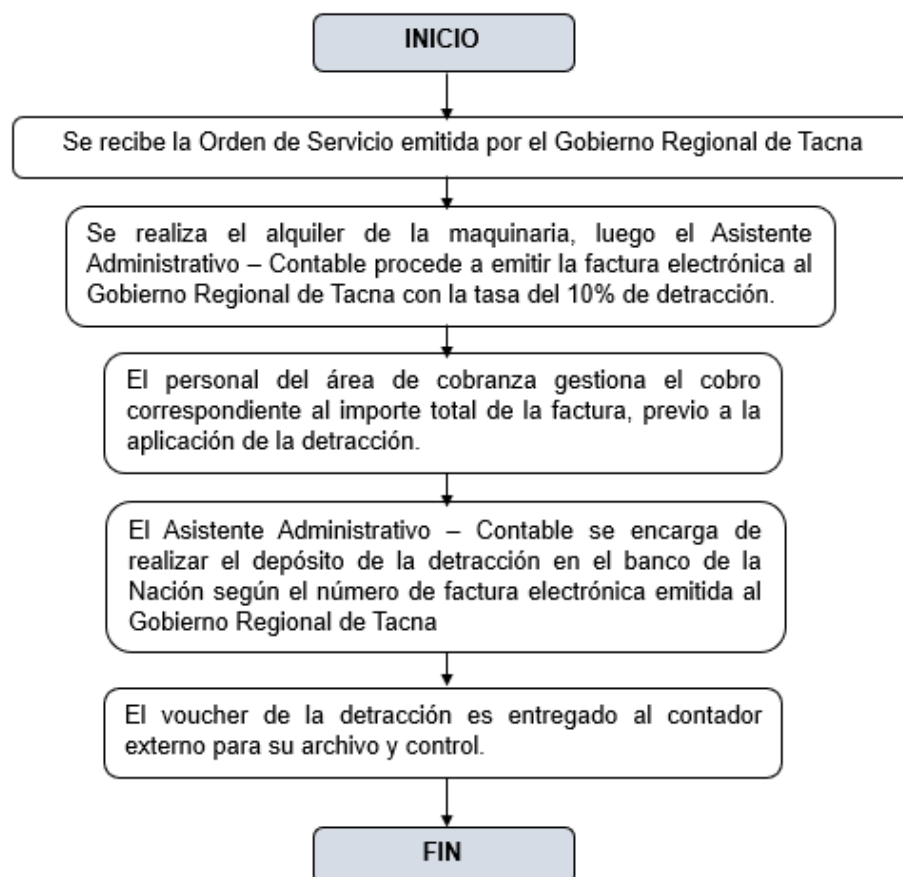 INICIO
Se recibe la Orden de Servicio emitida por el Gobierno Regional de Tacna
Se realiza el alquiler de la maquinaria, luego el Asistente
Administrativo – Contable procede a emitir la factura electrónica al
Gobierno Regional de Tacna con la tasa del 10% de detracción.
El personal del área de cobranza gestiona el cobro
correspondiente al importe total de la factura, previo a la
aplicación de la detracción.
El Asistente Administrativo – Contable se encarga de
realizar el depósito de la detracción en el banco de la
Nación según el número de factura electrónica emitida al
Gobierno Regional de Tacna
El voucher de la detracción es entregado al contador
externo para su archivo y control.
FIN